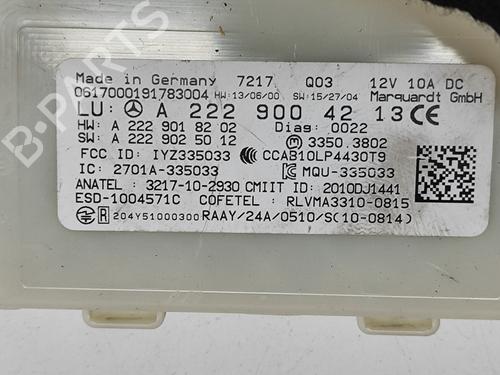 Made in Germany 7217 Q03 12V 10A DC
0617000191783004 HW:13/06/00 SW:15/27/04 Marquardt GmbH
LU: A 222 900 42 13 CE
HW: A 222 901 82 02 Diag: 0022
SW: A 222 902 50 12 3350.3802
FCC ID: IYZ335033 CCAB10LP4430T9
IC: 2701A-335033 MQU-335033
ANATEL : 3217-10-2930 CMIIT ID: 2010DJ1441
ESD-1004571C COFETEL : RLVMA3310-0815
R 204Y51000300 RAAY/24A/0510/S(10-0814)
B-PARTS